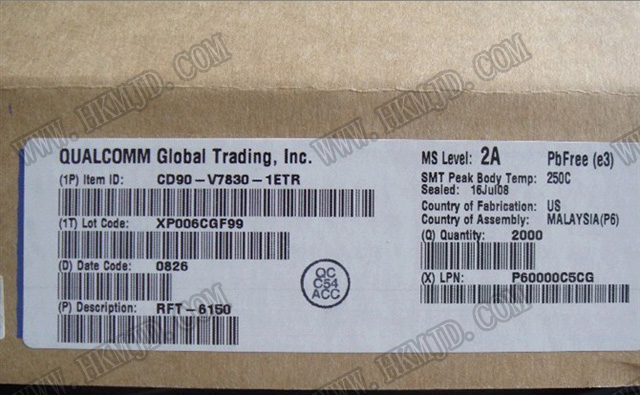 QUALCOMM Global Trading, Inc.
(1P) Item ID: CD90-V7830-1ETR
(1T) Lot Code: XP006CGF99
(D) Date Code: 0826
(P) Description: RFT-6150
QC
C54
ACC
MS Level: 2A PbFree (e3)
SMT Peak Body Temp: 250C
Sealed: 16Jul08
Country of Fabrication: US
Country of Assembly: MALAYSIA(P6)
(Q) Quantity: 2000
(X) LPN: P60000C5CG
WWW.HKMJD.COM
WWW.HKMJD.COM
WWW.HKMJD.COM
WWW.HKMJD.COM